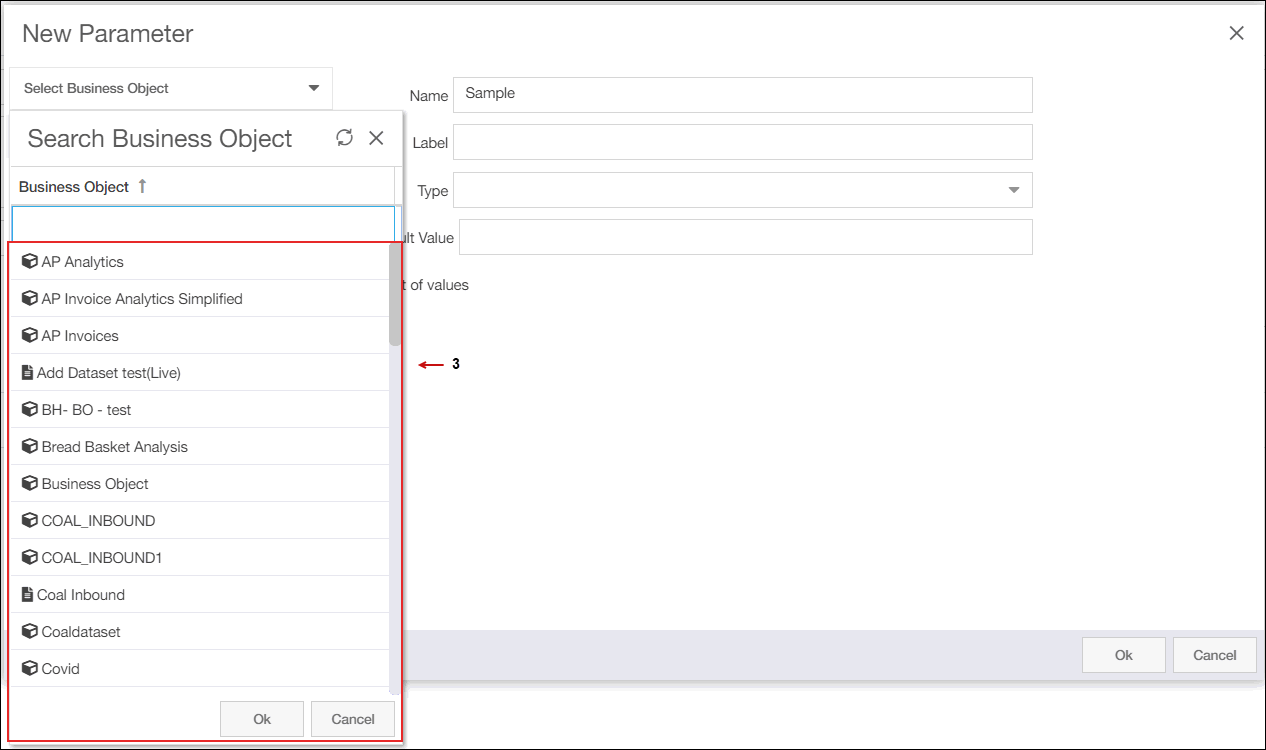 New Parameter
Select Business Object
Name
Sample
Search Business Object
Label
Business Object
Type
ult Value
AP Analytics
t of values
AP Invoice Analytics Simplified
AP Invoices
3
Add Dataset test(Live)
BH- BO - test
Bread Basket Analysis
Business Object
COAL_INBOUND
COAL_INBOUND1
Coal Inbound
Coaldataset
Covid
Ok
Cancel
Ok
Cancel